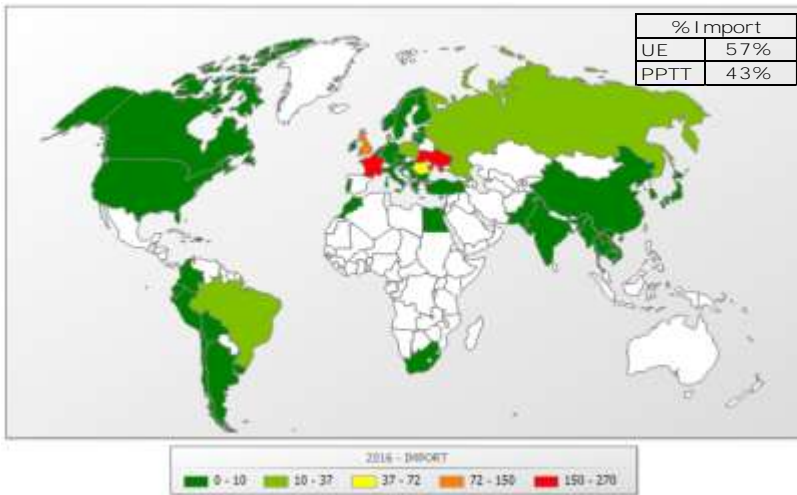 % Import
UE 57%
PPTT 43%
2016 - IMPORT
0 - 10 10 - 37 37 - 72 72 - 150 150 - 270